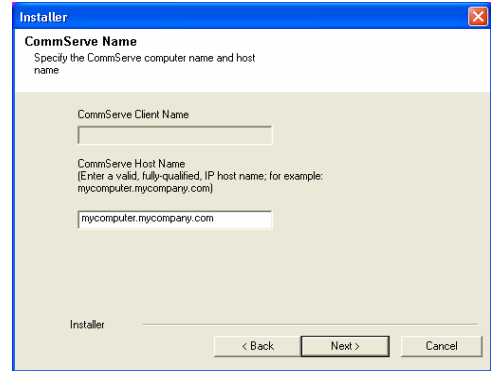 Installer
CommServe Name
Specify the CommServe computer name and host
name
CommServe Client Name
CommServe Host Name
(Enter a valid, fully-qualified, IP host name; for example:
mycomputer.mycompany.com)
mycomputer.mycompany.com
Installer
< Back
Next >
Cancel